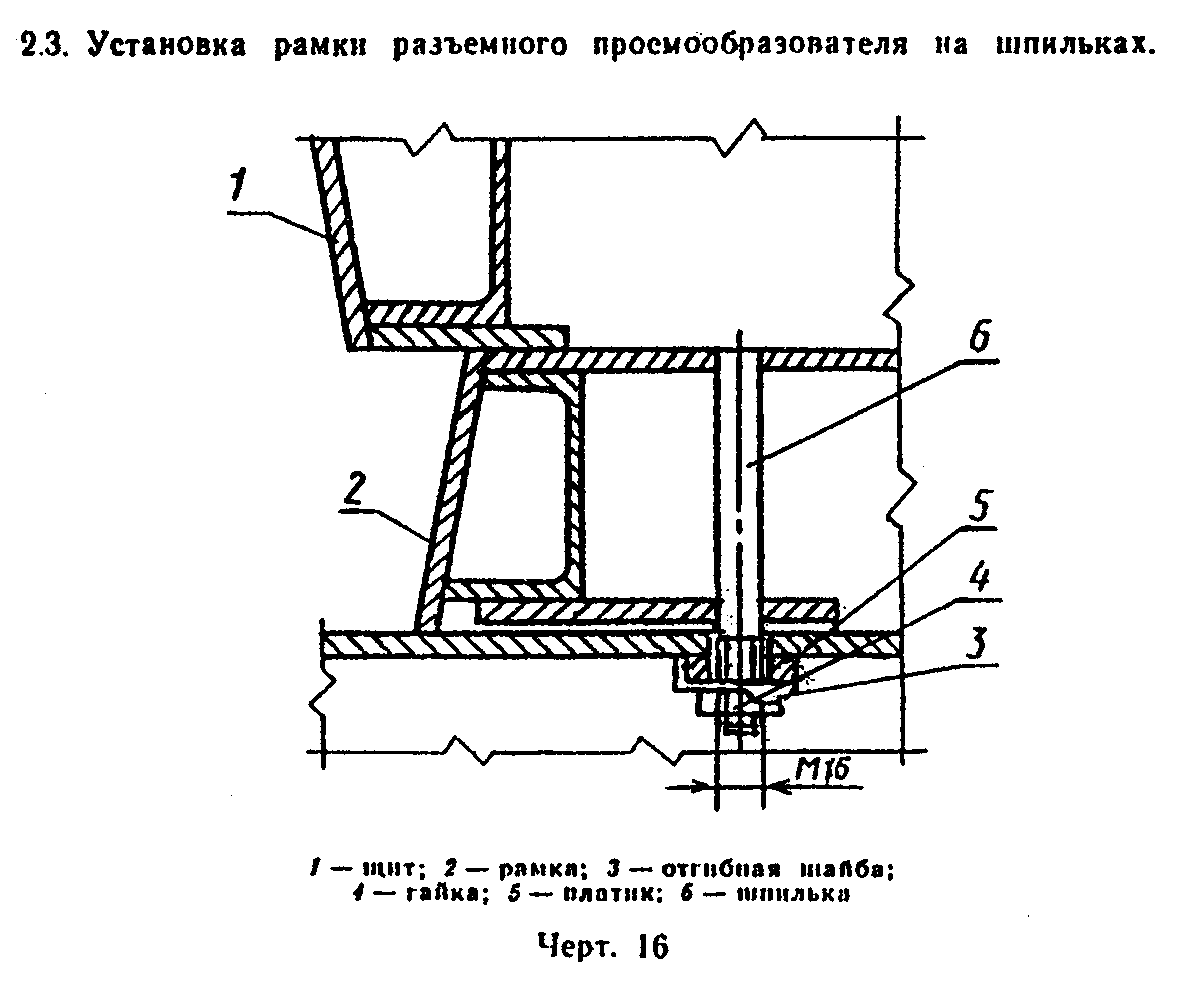 2.3. Установка рамки разъемного просмообразователя на шпильках.
1
6
2
5
4
3
М16
1 — щит; 2 — рамка; 3 — отгибная шайба;
4 — гайка; 5 — платик; 6 — шпилька
Черт. 16